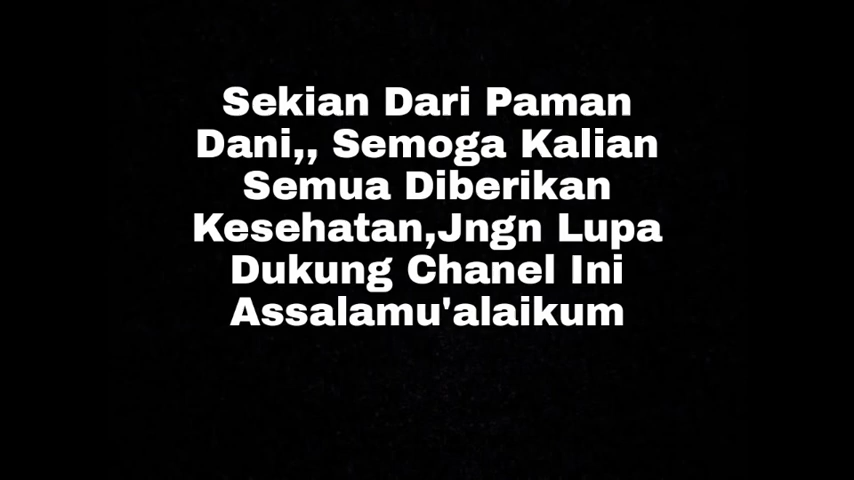 Sekian Dari Paman
Dani,, Semoga Kalian
Semua Diberikan
Kesehatan,Jngn Lupa
Dukung Chanel Ini
Assalamu'alaikum